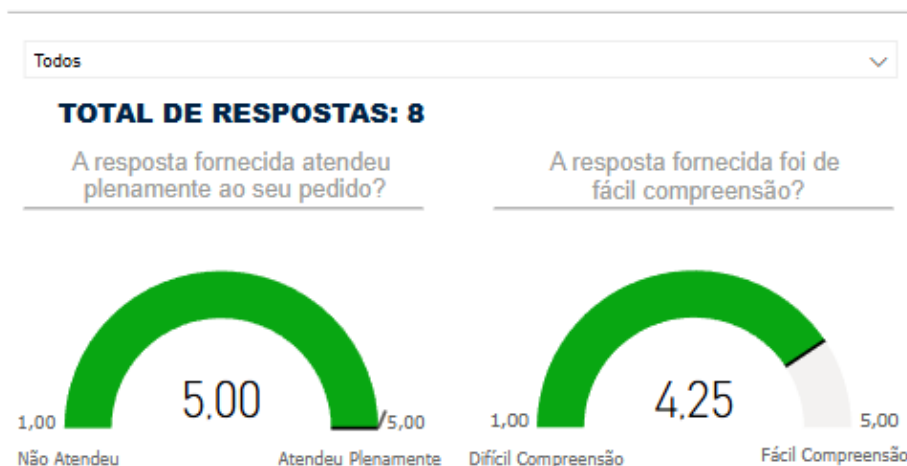 Todos
TOTAL DE RESPOSTAS: 8
A resposta fornecida atendeu
plenamente ao seu pedido?
A resposta fornecida foi de
fácil compreensão?
5,00
1,00
5,00
Não Atendeu
Atendeu Plenamente
4,25
1,00
5,00
Difícil Compreensão
Fácil Compreensão